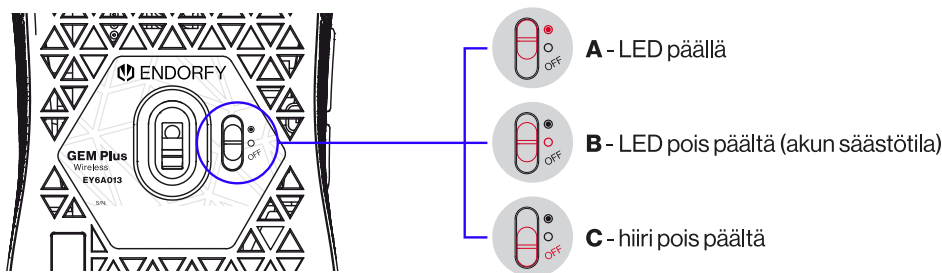 ENDORFY
OFF
GEM Plus
Wireless
EY6A013
S/N:
OFF
A - LED päällä
OFF
B - LED pois päältä (akun säästötila)
OFF
C - hiiri pois päältä